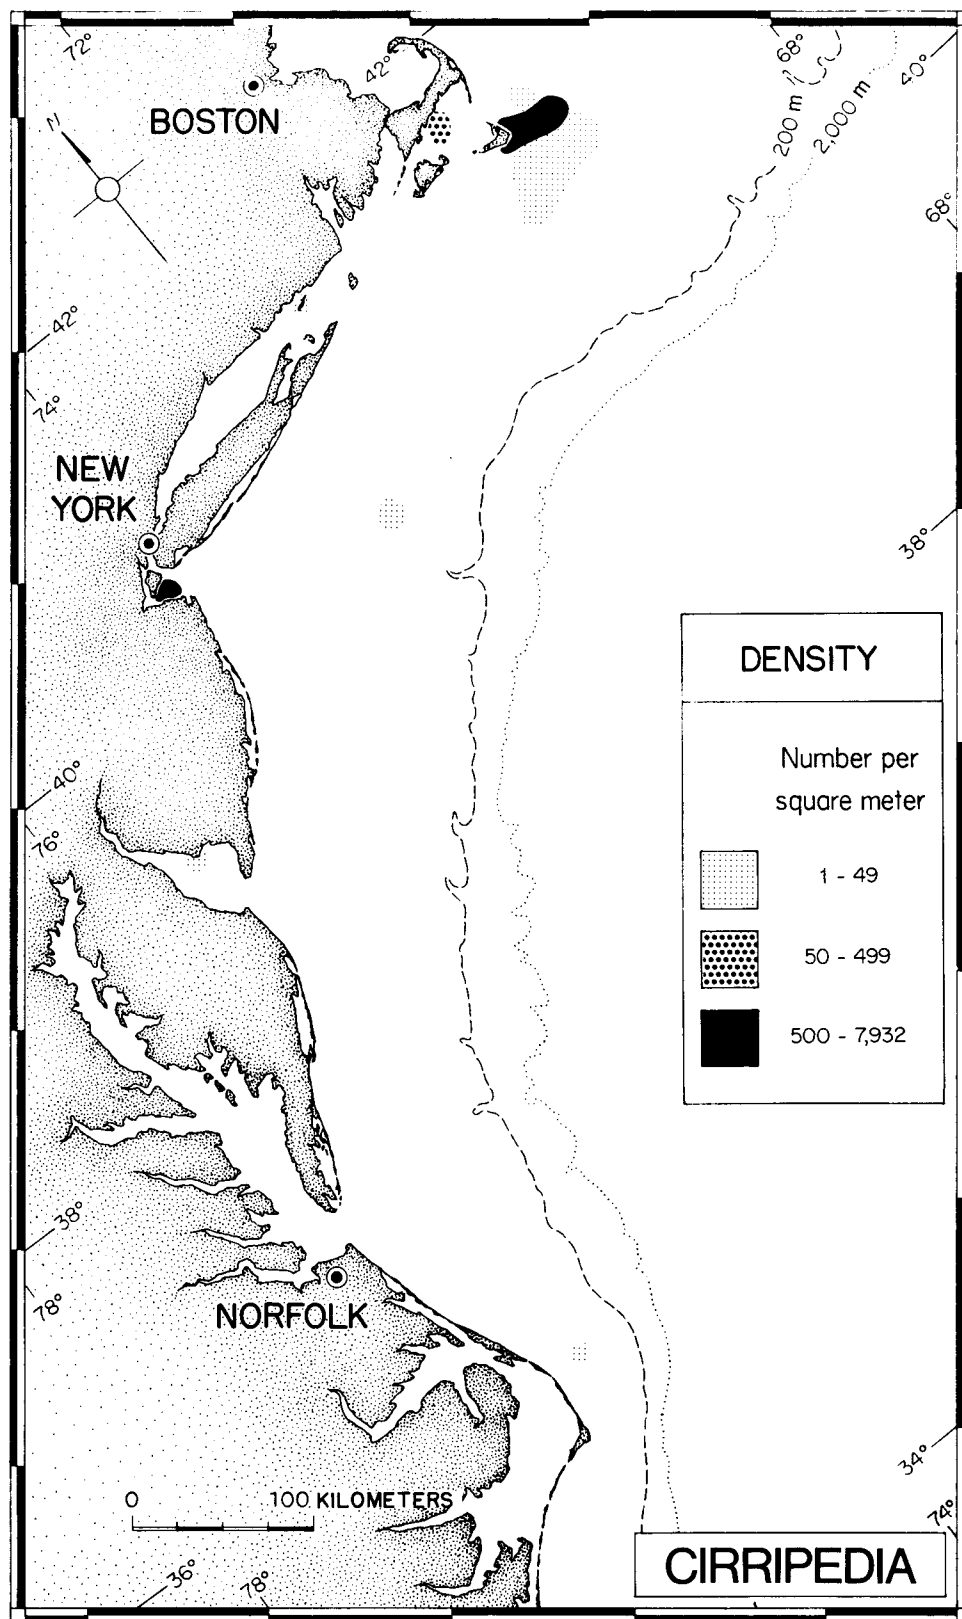 72°
42°
68°
40°
BOSTON
N
200 m
2,000 m
68°
42°
74°
NEW
YORK
38°
DENSITY
Number per
square meter
1 - 49
50 - 499
500 - 7,932
40°
76°
38°
78°
NORFOLK
34°
74°
0 100 KILOMETERS
36°
78°
CIRRIPEDIA